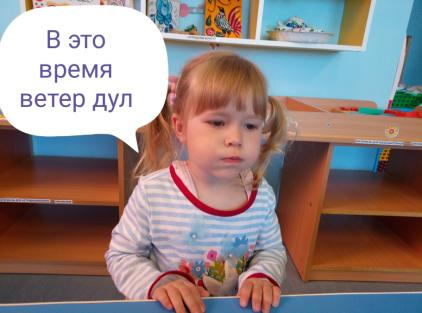 В это
время
ветер дул